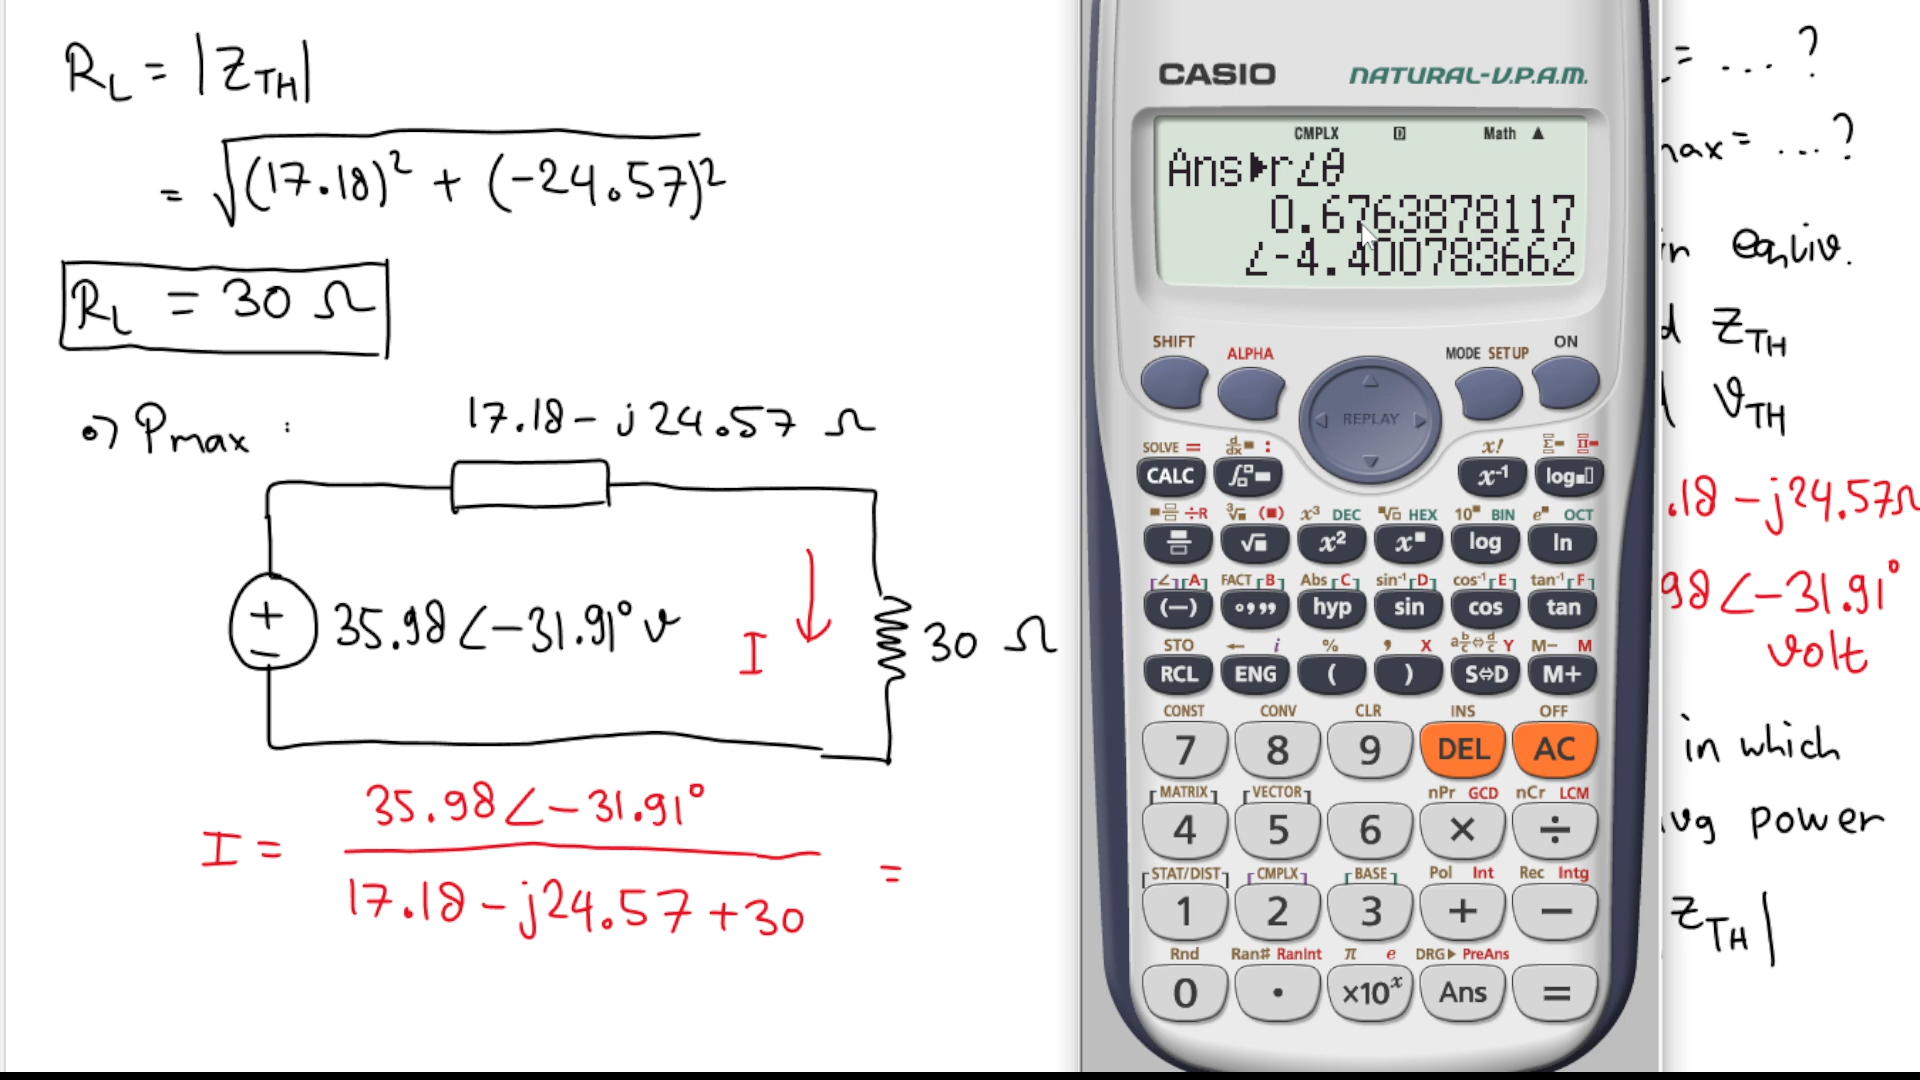 R_L = |Z_TH|
= √((17.18)² + (-24.57)²)
R_L = 30 Ω
•) Pmax :
17.18 - j24.57 Ω
+
−
35.98∠-31.91° v
I
30 Ω
I = 35.98∠-31.91° / 17.18 - j24.57 + 30 =
CASIO NATURAL-V.P.A.M.
CMPLX D Math ▲
Ans▶r∠θ
0.6763878117
∠-4.400783662
SHIFT ALPHA MODE SETUP ON
REPLAY
SOLVE = d/dx : x! Σ Π
CALC ∫ x⁻¹ log
÷R ³√ x³ DEC √ HEX 10 BIN e OCT
√ x² x log ln
∠ A FACT B Abs C sin⁻¹ D cos⁻¹ E tan⁻¹ F
(−) °,,, hyp sin cos tan
STO ← i % , X a b/c⇔d/c Y M− M
RCL ENG ( ) S⇔D M+
CONST CONV CLR INS OFF
7 8 9 DEL AC
MATRIX VECTOR nPr GCD nCr LCM
4 5 6 × ÷
STAT/DIST CMPLX BASE Pol Int Rec Intg
1 2 3 + −
Rnd Ran# RanInt π e DRG▶ PreAns
0 . ×10ˣ Ans =
= ... ?
max = ... ?
Z_TH
V_TH
.18 - j24.57Ω
98∠-31.91°
volt
in which
power
Z_TH|